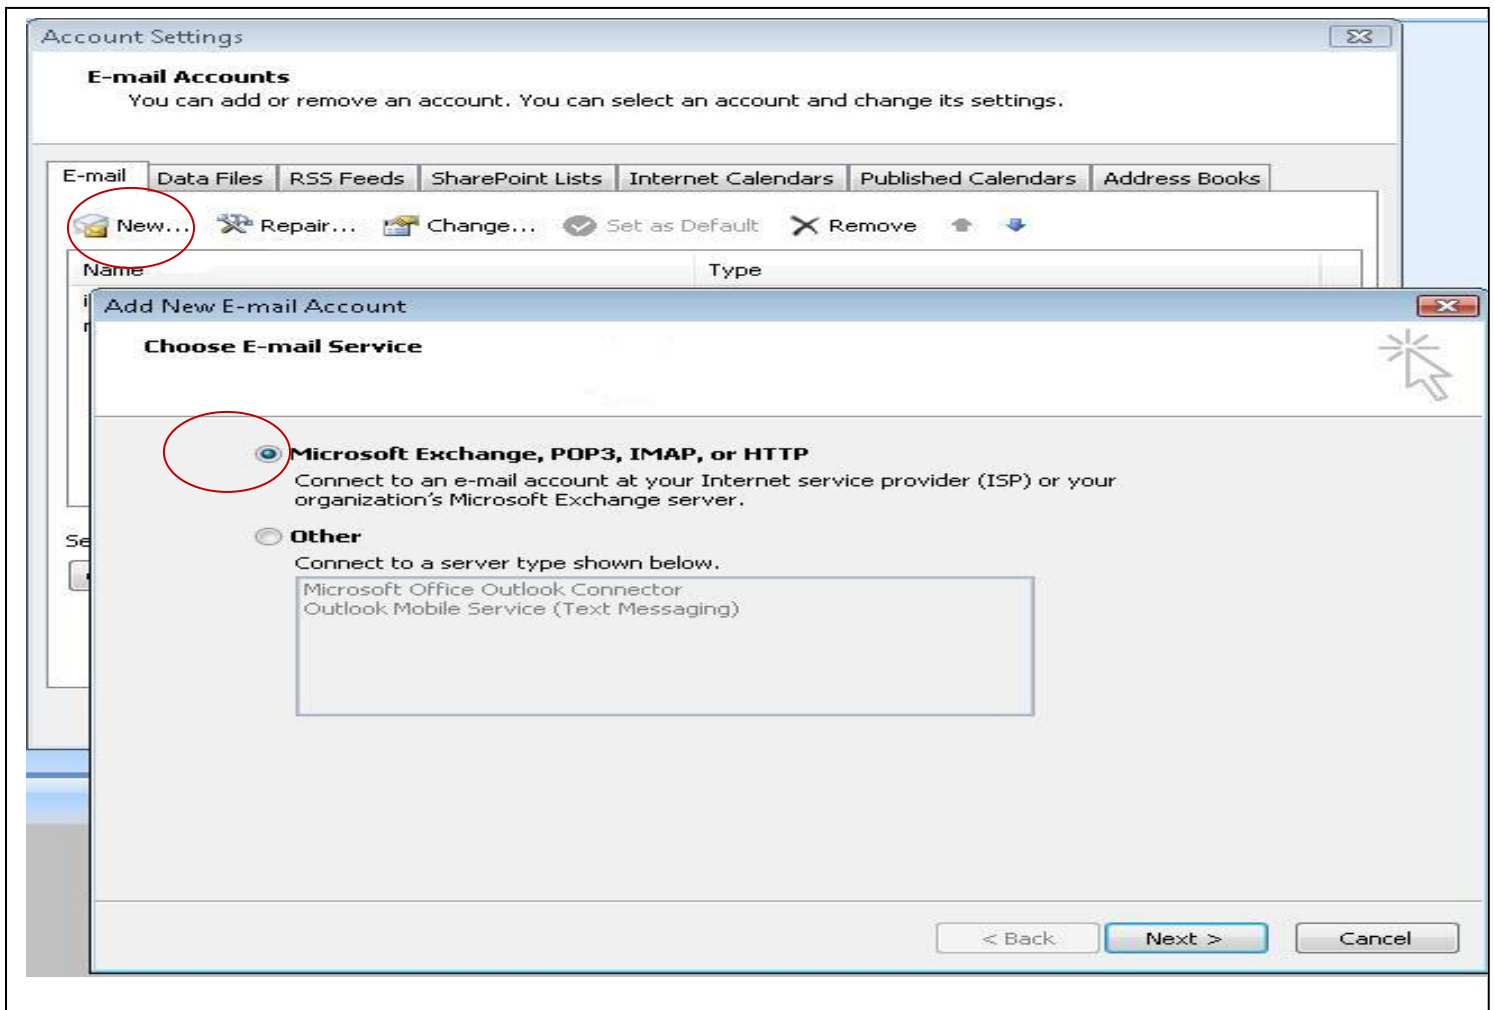 Account Settings
E-mail Accounts
You can add or remove an account. You can select an account and change its settings.
E-mail Data Files RSS Feeds SharePoint Lists Internet Calendars Published Calendars Address Books
New... Repair... Change... Set as Default Remove
Name Type
Add New E-mail Account
Choose E-mail Service
Microsoft Exchange, POP3, IMAP, or HTTP
Connect to an e-mail account at your Internet service provider (ISP) or your
organization's Microsoft Exchange server.
Other
Connect to a server type shown below.
Microsoft Office Outlook Connector
Outlook Mobile Service (Text Messaging)
< Back Next > Cancel